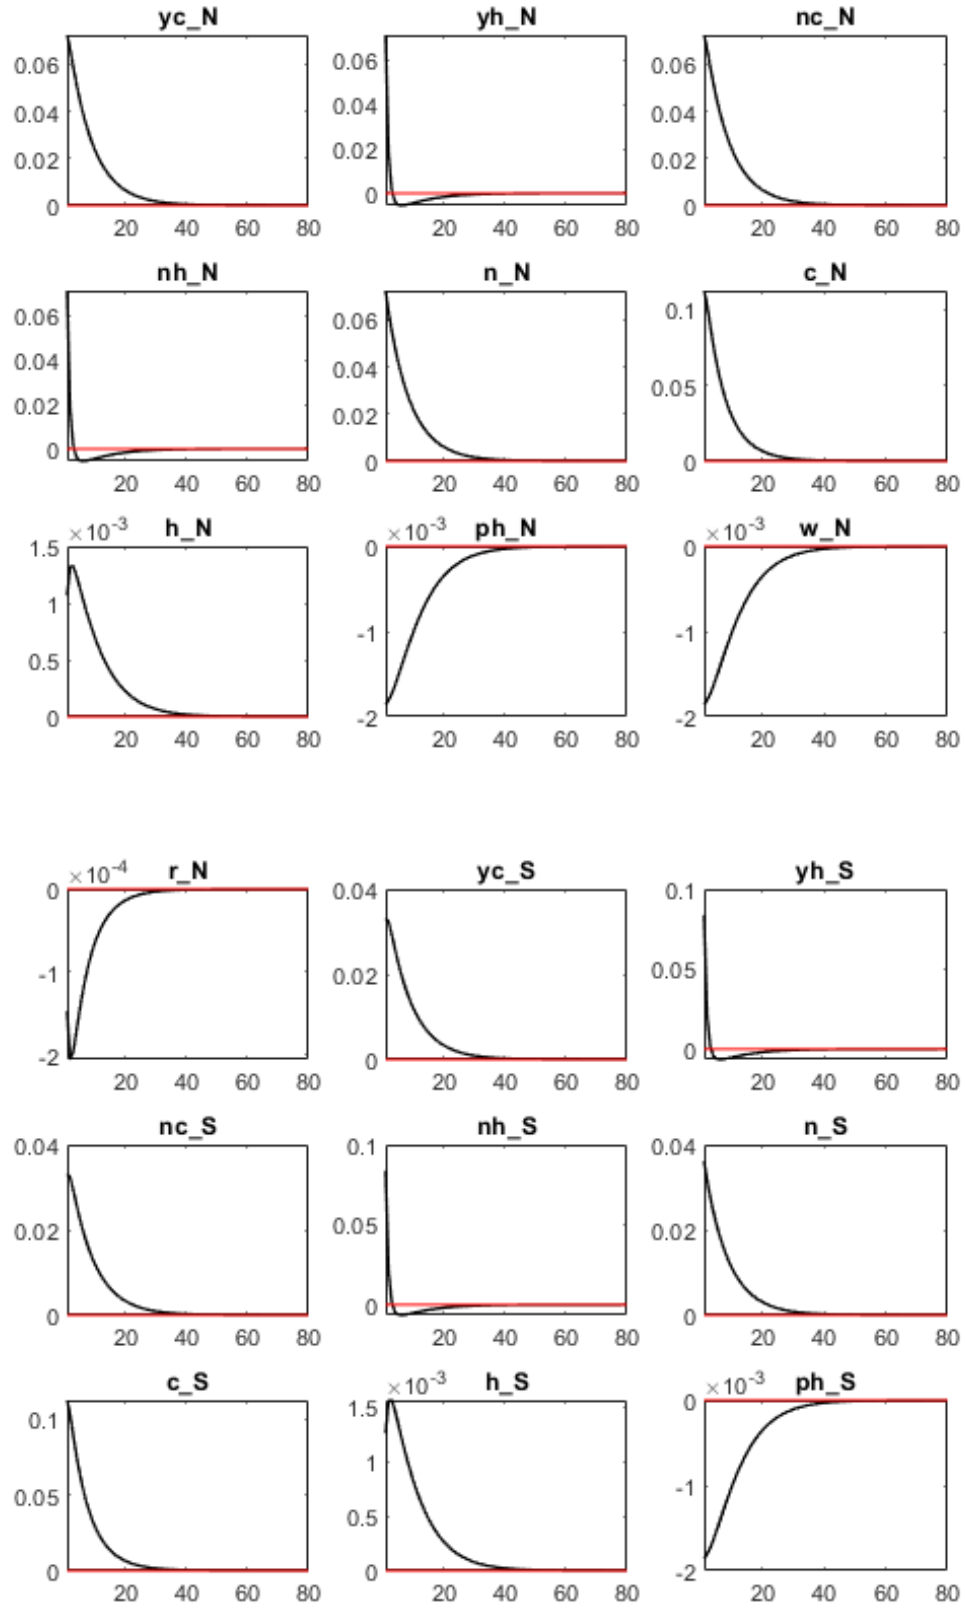 yc_N yh_N nc_N
0.06 0.06 0.06
0.04 0.04 0.04
0.02 0.02 0.02
0 0 0
20 40 60 80 20 40 60 80 20 40 60 80
nh_N n_N c_N
0.06 0.06 0.1
0.04 0.04 0.05
0.02 0.02
0 0 0
20 40 60 80 20 40 60 80 20 40 60 80
×10⁻³ h_N ×10⁻³ ph_N ×10⁻³ w_N
1.5 0 0
1 -1 -1
0.5
0 -2 -2
20 40 60 80 20 40 60 80 20 40 60 80
×10⁻⁴ r_N yc_S yh_S
0 0.04 0.1
-1 0.02 0.05
-2 0 0
20 40 60 80 20 40 60 80 20 40 60 80
nc_S nh_S n_S
0.04 0.1 0.04
0.02 0.05 0.02
0 0 0
20 40 60 80 20 40 60 80 20 40 60 80
c_S ×10⁻³ h_S ×10⁻³ ph_S
0.1 1.5 0
0.05 1 -1
0.5
0 0 -2
20 40 60 80 20 40 60 80 20 40 60 80